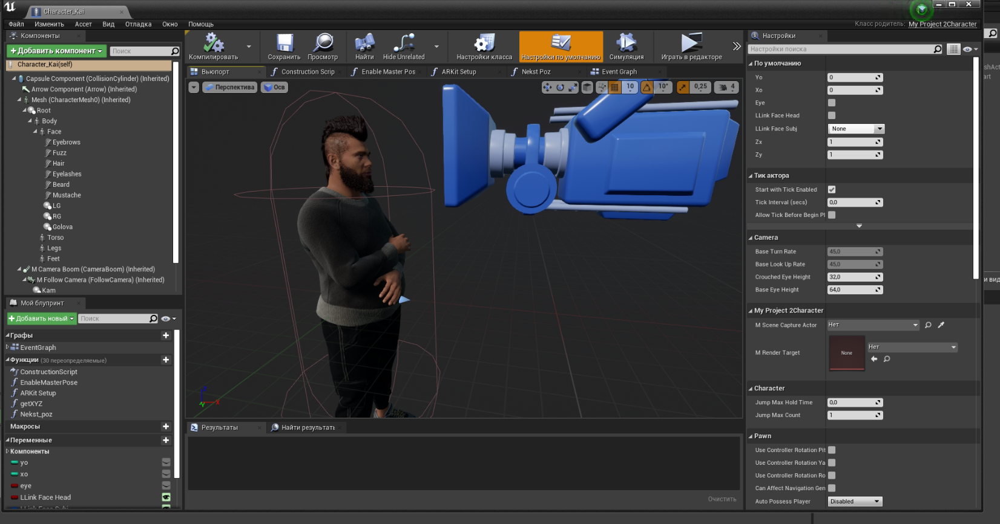 Character_Kai
Файл Изменить Ассет Вид Отладка Окно Помощь
Класс родитель: My Project 2Character
Компоненты
Добавить компонент
Поиск
Character_Kai(self)
Capsule Component (CollisionCylinder) (Inherited)
Arrow Component (Arrow) (Inherited)
Mesh (CharacterMesh0) (Inherited)
Root
Body
Face
Eyebrows
Fuzz
Hair
Eyelashes
Beard
Mustache
LG
RG
Golova
Torso
Legs
Feet
M Camera Boom (CameraBoom) (Inherited)
M Follow Camera (FollowCamera) (Inherited)
Kam
Мой блупринт
Добавить новый
Поиск
Графы
EventGraph
Функции (30 переопределяемые)
ConstructionScript
EnableMasterPose
ARKit Setup
getXYZ
Nekst_poz
Макросы
Переменные
Компоненты
yo
xo
eye
LLink Face Head
Компилировать
Сохранить
Просмотр
Найти
Hide Unrelated
Настройки класса
Настройки по умолчанию
Симуляция
Играть в редакторе
Вьюпорт
Construction Scrip
Enable Master Pos
ARKit Setup
Nekst Poz
Event Graph
Перспектива
Осв
10
10°
0,25
4
Z
X
Y
Результаты
Найти результать
Очистить
Настройки
Настройки поиска
По умолчанию
Yo 0
Xo 0
Eye
LLink Face Head
LLink Face Subj None
Zx 1
Zy 1
Тик актора
Start with Tick Enabled
Tick Interval (secs) 0,0
Allow Tick Before Begin Pl
Camera
Base Turn Rate 45,0
Base Look Up Rate 45,0
Crouched Eye Height 32,0
Base Eye Height 64,0
My Project 2Character
M Scene Capture Actor Нет
M Render Target None Нет
Character
Jump Max Hold Time 0,0
Jump Max Count 1
Pawn
Use Controller Rotation Pit
Use Controller Rotation Ya
Use Controller Rotation Ro
Can Affect Navigation Gen
Auto Possess Player Disabled
shAct
art
и вид